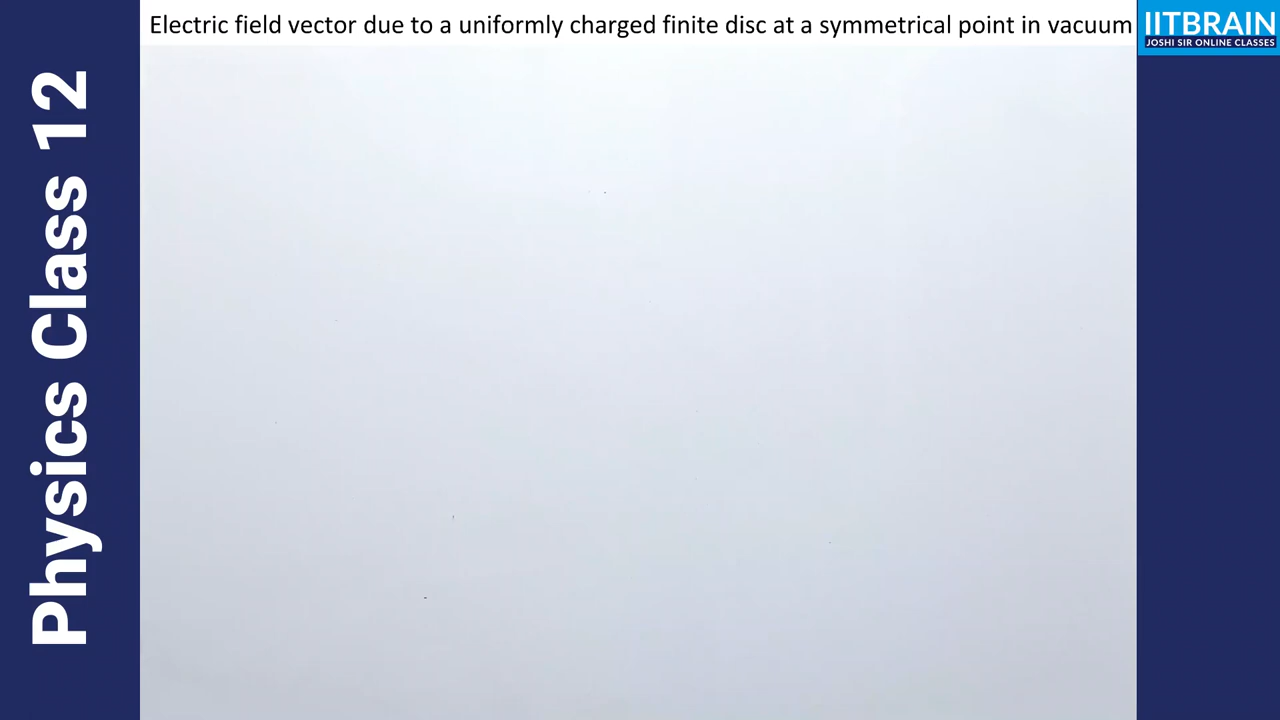 Electric field vector due to a uniformly charged finite disc at a symmetrical point in vacuum
IITBRAIN
JOSHI SIR ONLINE CLASSES
Physics Class 12